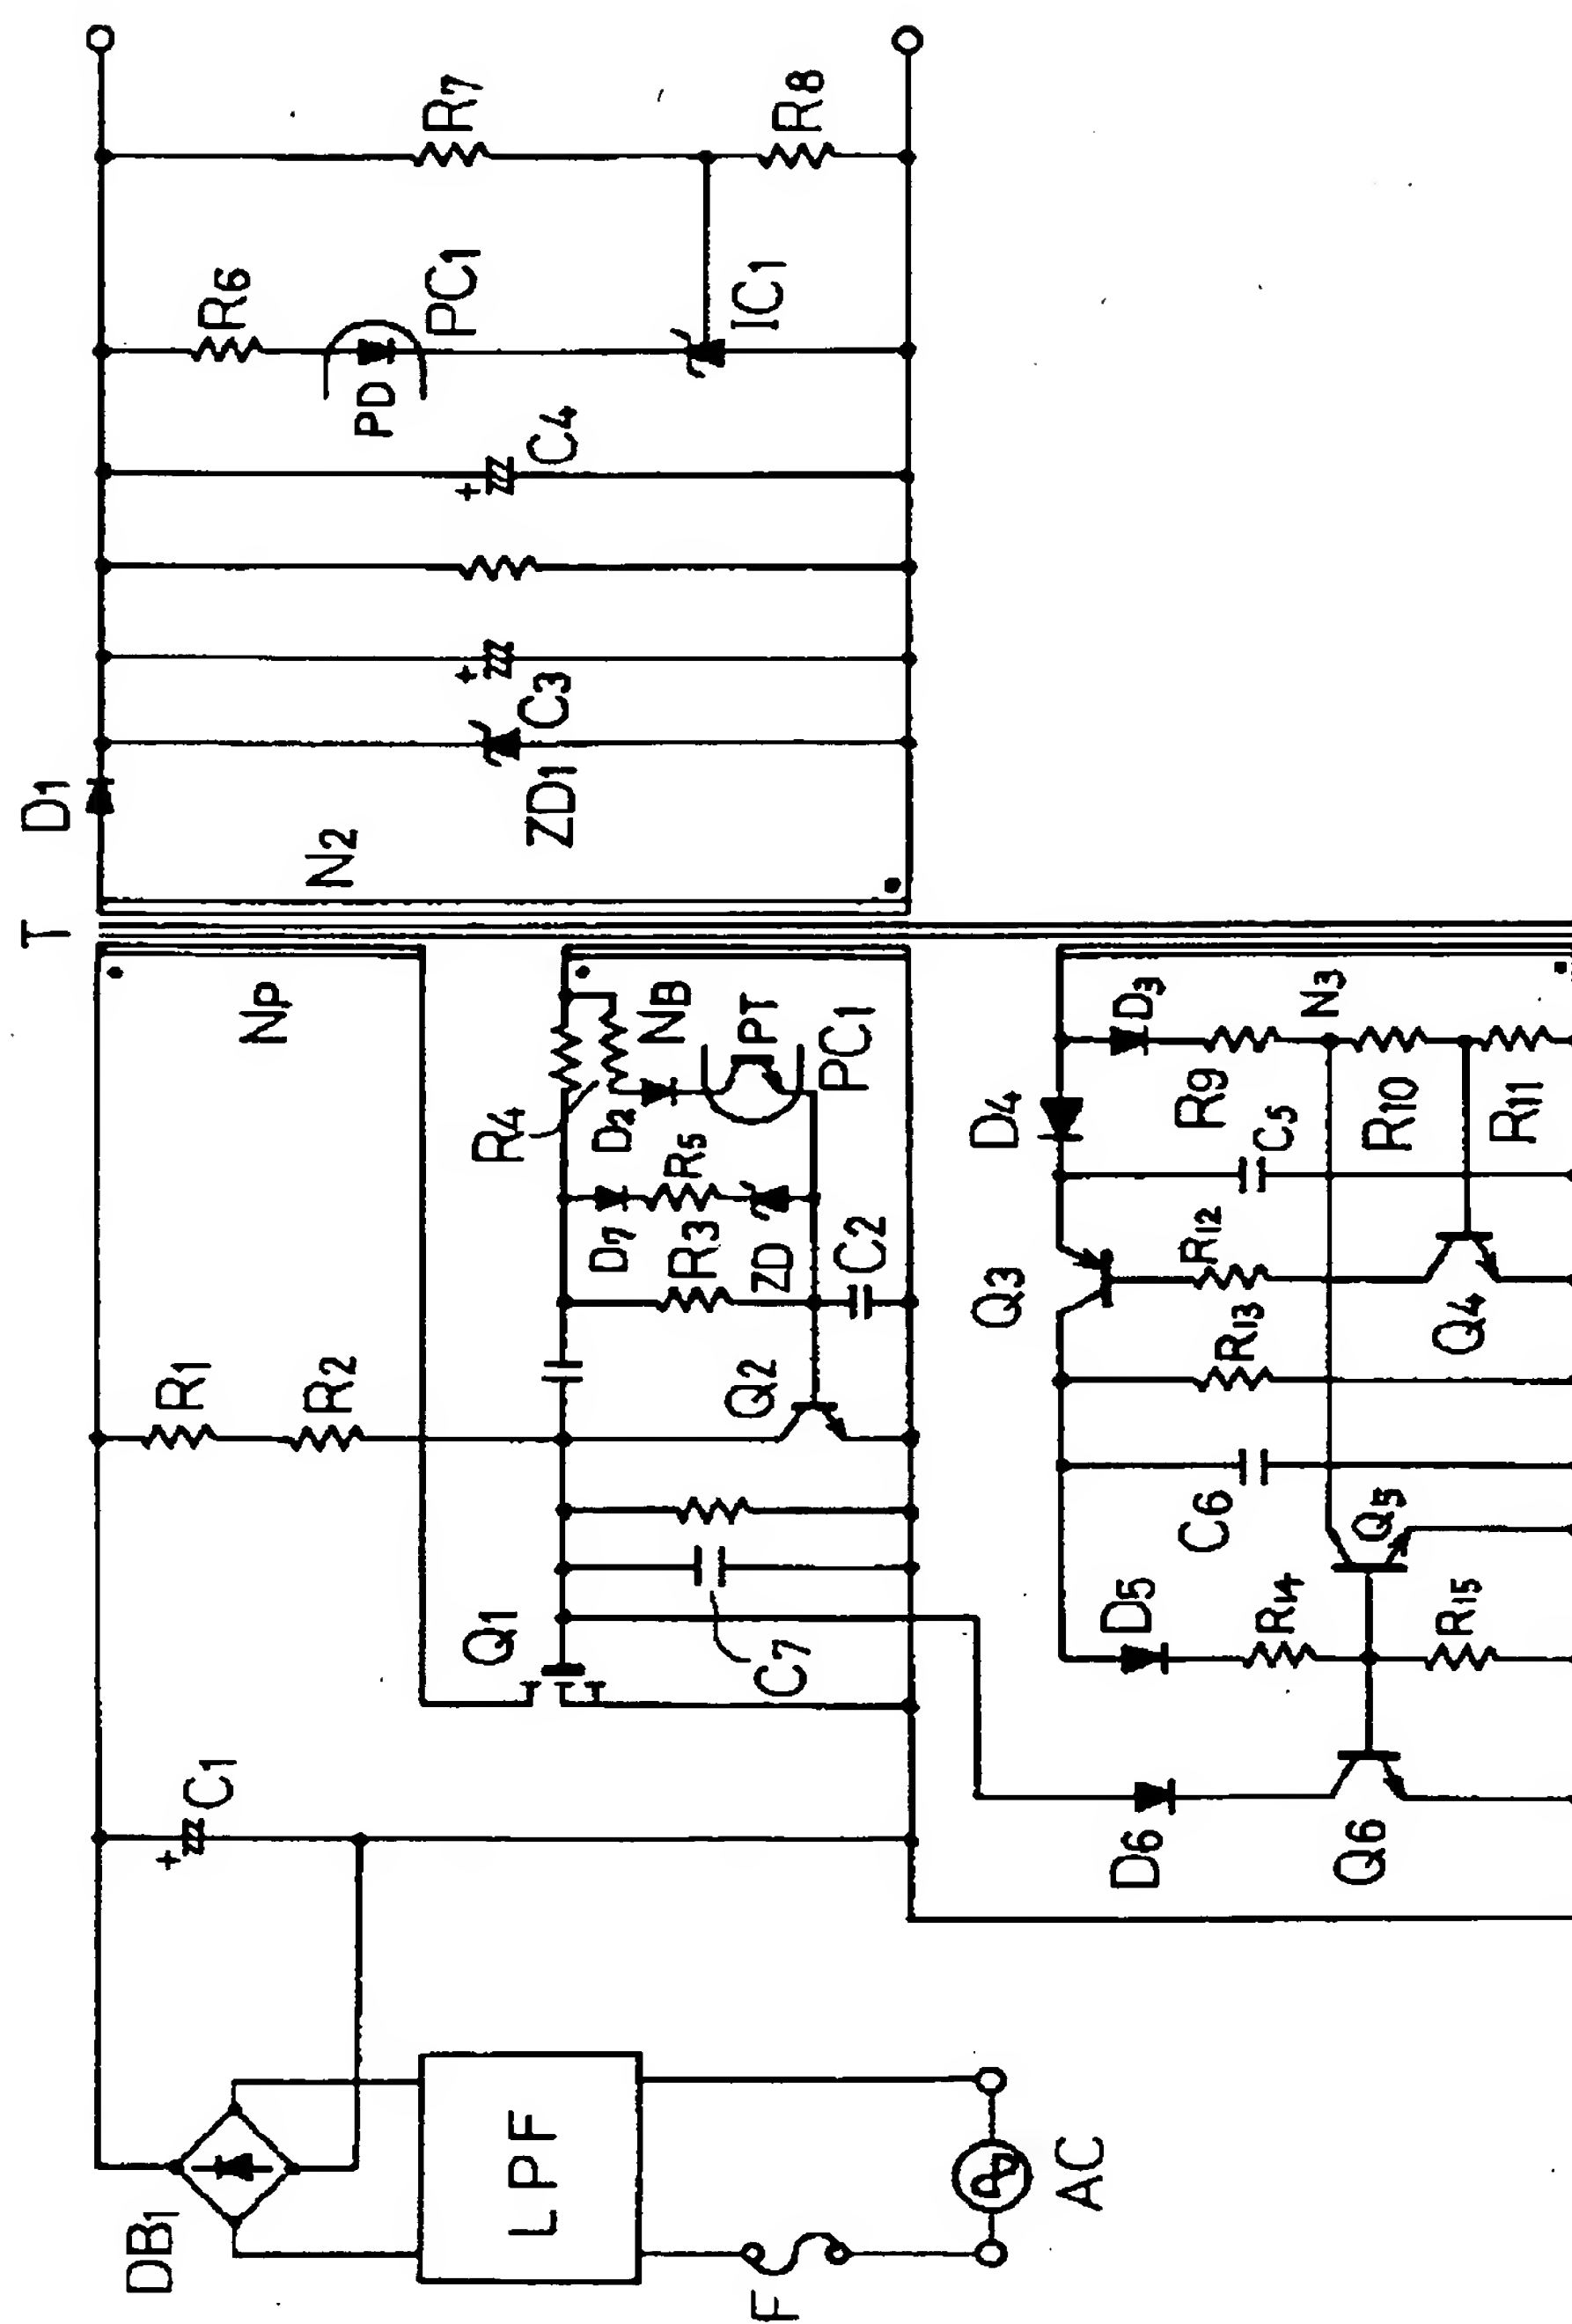 T
D1
N2
ZD1
C3
+
C4
+
R6
PD
PC1
IC1
R7
R8
NP
NB
R4
D2
PT
PC1
D7
R5
ZD
R3
C2
R1
R2
Q2
Q1
C7
C1
+
DB1
LPF
F
AC
N3
D3
D4
R9
C5
R10
R11
Q3
R12
R13
Q4
C6
Q5
D5
R14
R15
D6
Q6